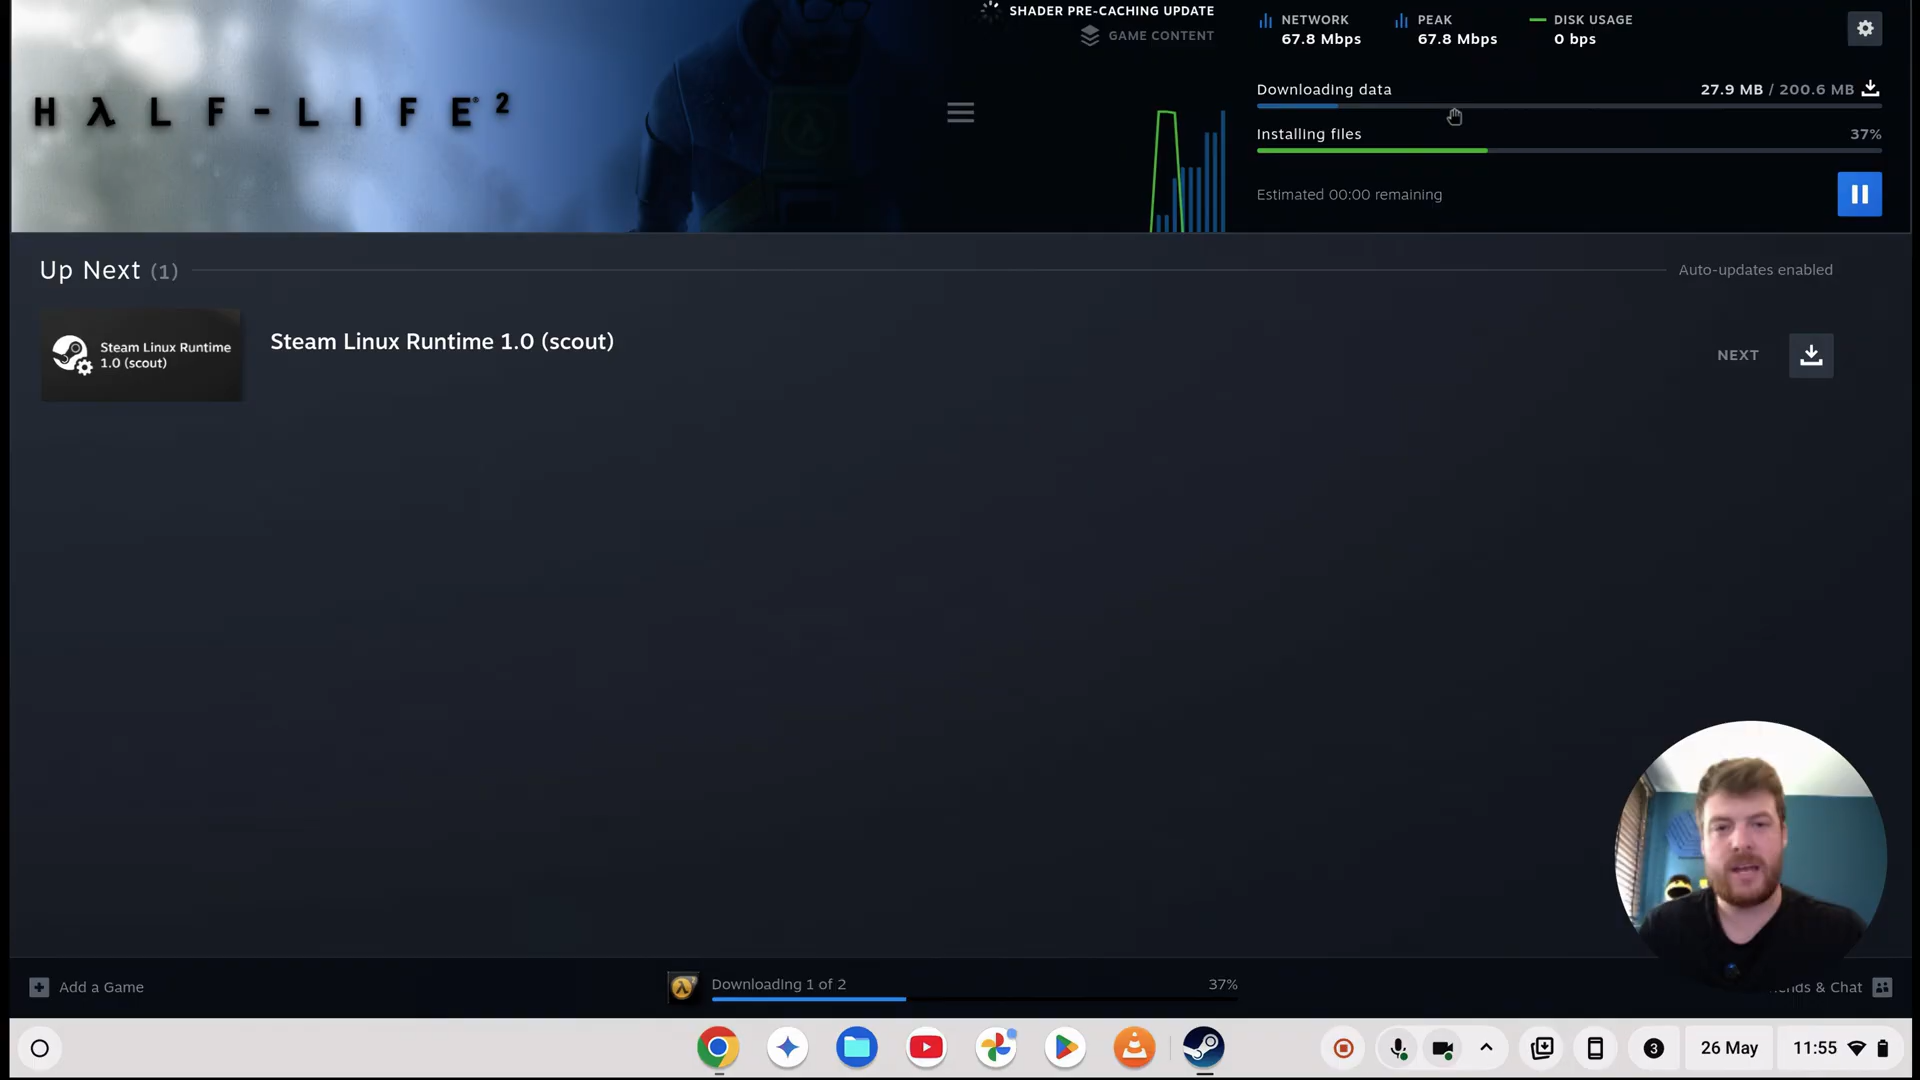 SHADER PRE-CACHING UPDATE
GAME CONTENT
NETWORK
67.8 Mbps
PEAK
67.8 Mbps
DISK USAGE
0 bps
HλLF-LIFE² 
Downloading data
27.9 MB / 200.6 MB
Installing files
37%
Estimated 00:00 remaining
Up Next (1)
Auto-updates enabled
Steam Linux Runtime
1.0 (scout)
Steam Linux Runtime 1.0 (scout)
NEXT
Add a Game
Downloading 1 of 2
37%
& Chat
3
26 May
11:55